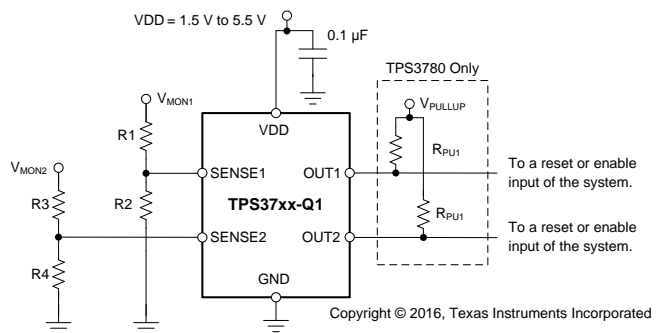 VDD = 1.5 V to 5.5 V
0.1 µF
TPS3780 Only
VPULLUP
VMON1
VDD
R1
RPU1
To a reset or enable
input of the system.
VMON2
SENSE1
OUT1
R3
R2
TPS37xx-Q1
RPU1
To a reset or enable
input of the system.
SENSE2
OUT2
R4
GND
Copyright © 2016, Texas Instruments Incorporated